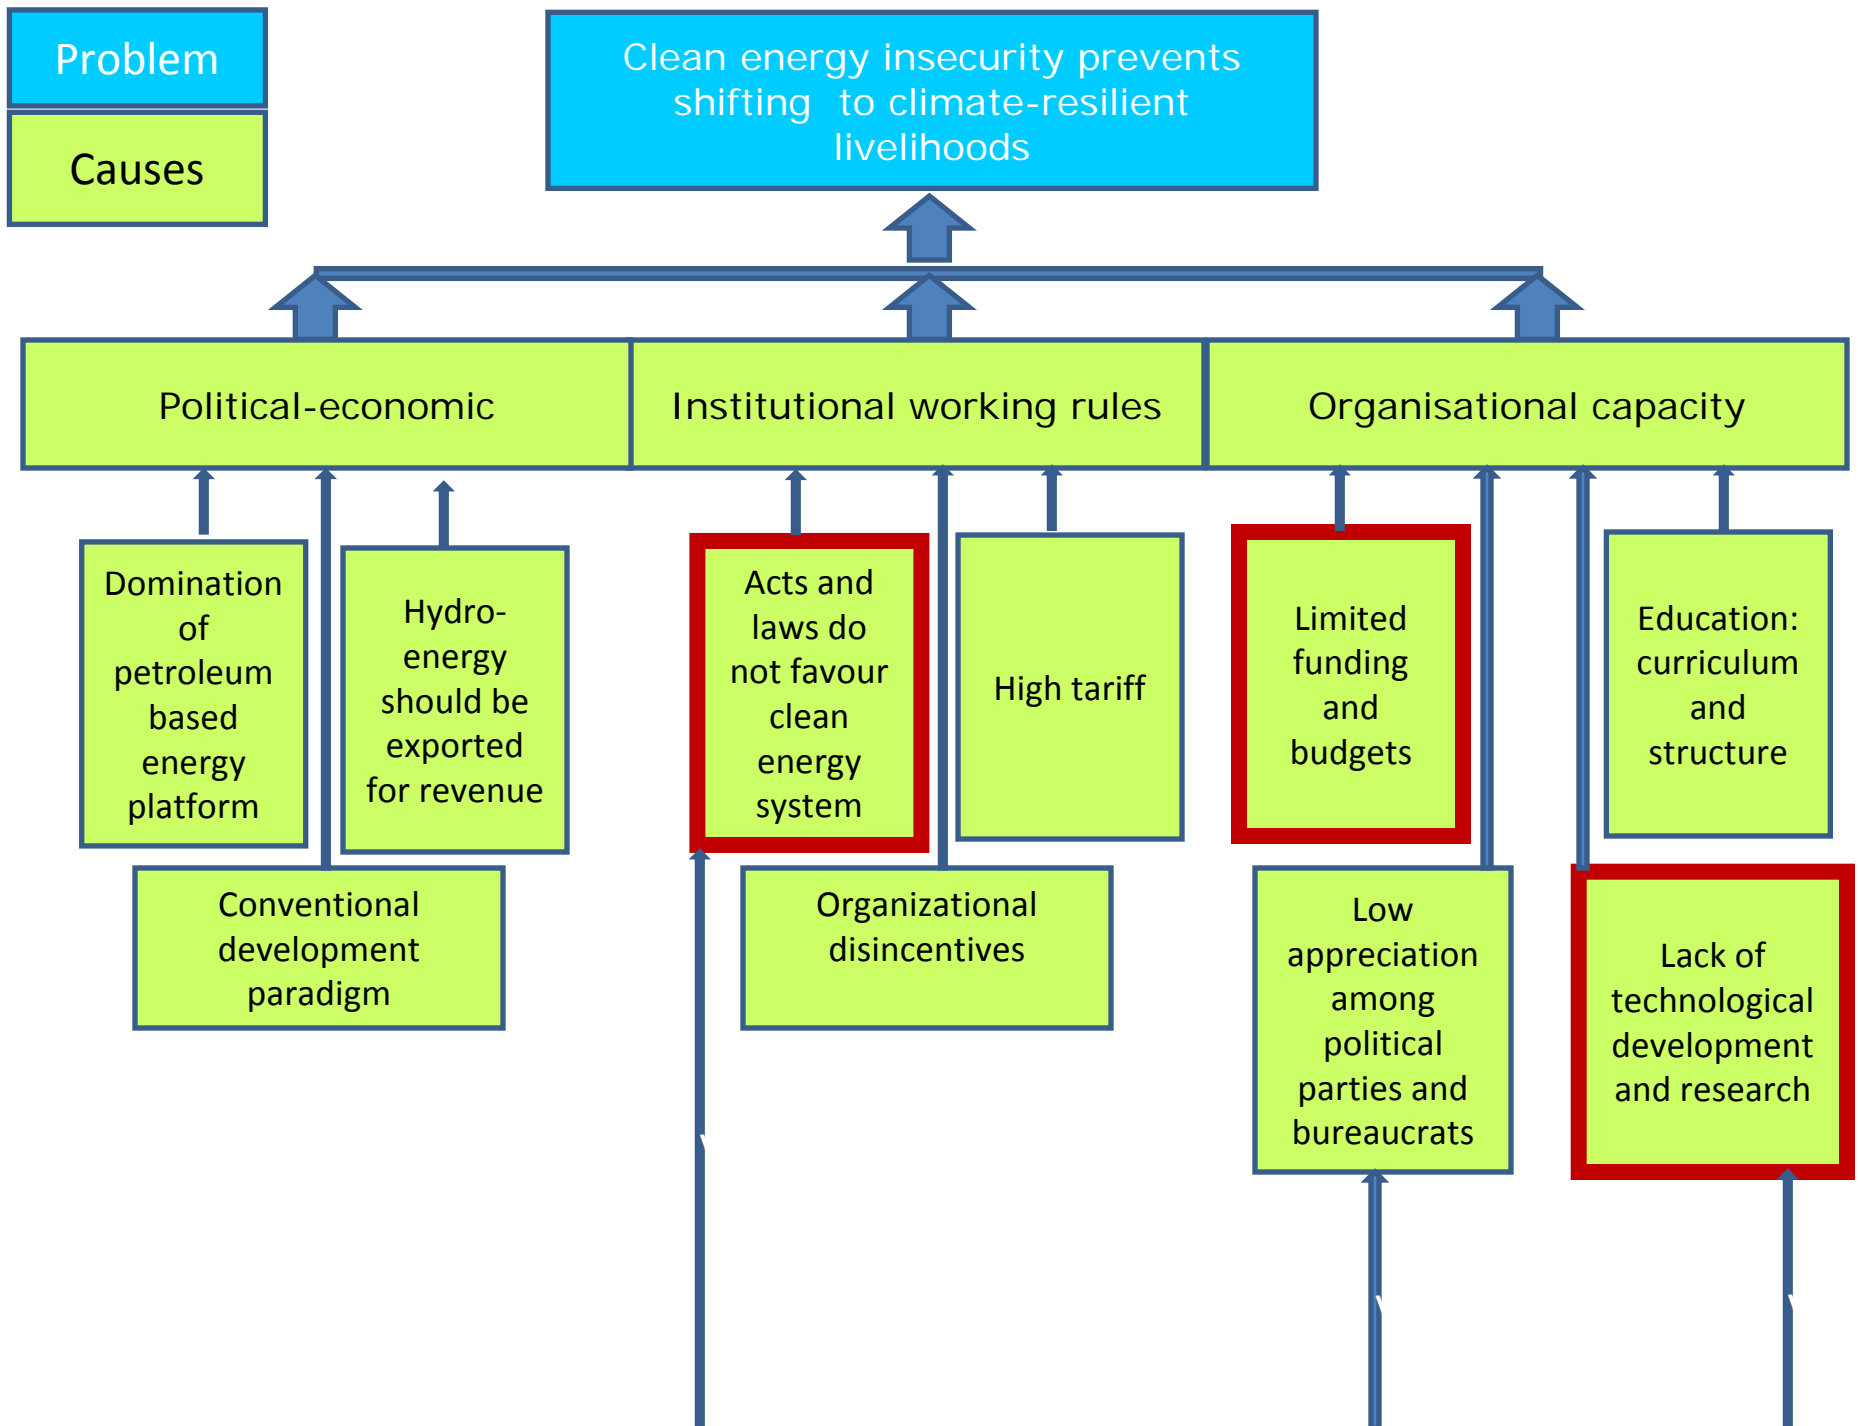 Problem
Causes
Clean energy insecurity prevents
shifting to climate-resilient
livelihoods
Political-economic
Institutional working rules
Organisational capacity
Domination
of
petroleum
based
energy
platform
Hydro-
energy
should be
exported
for revenue
Acts and
laws do
not favour
clean
energy
system
High tariff
Limited
funding
and
budgets
Education:
curriculum
and
structure
Conventional
development
paradigm
Organizational
disincentives
Low
appreciation
among
political
parties and
bureaucrats
Lack of
technological
development
and research